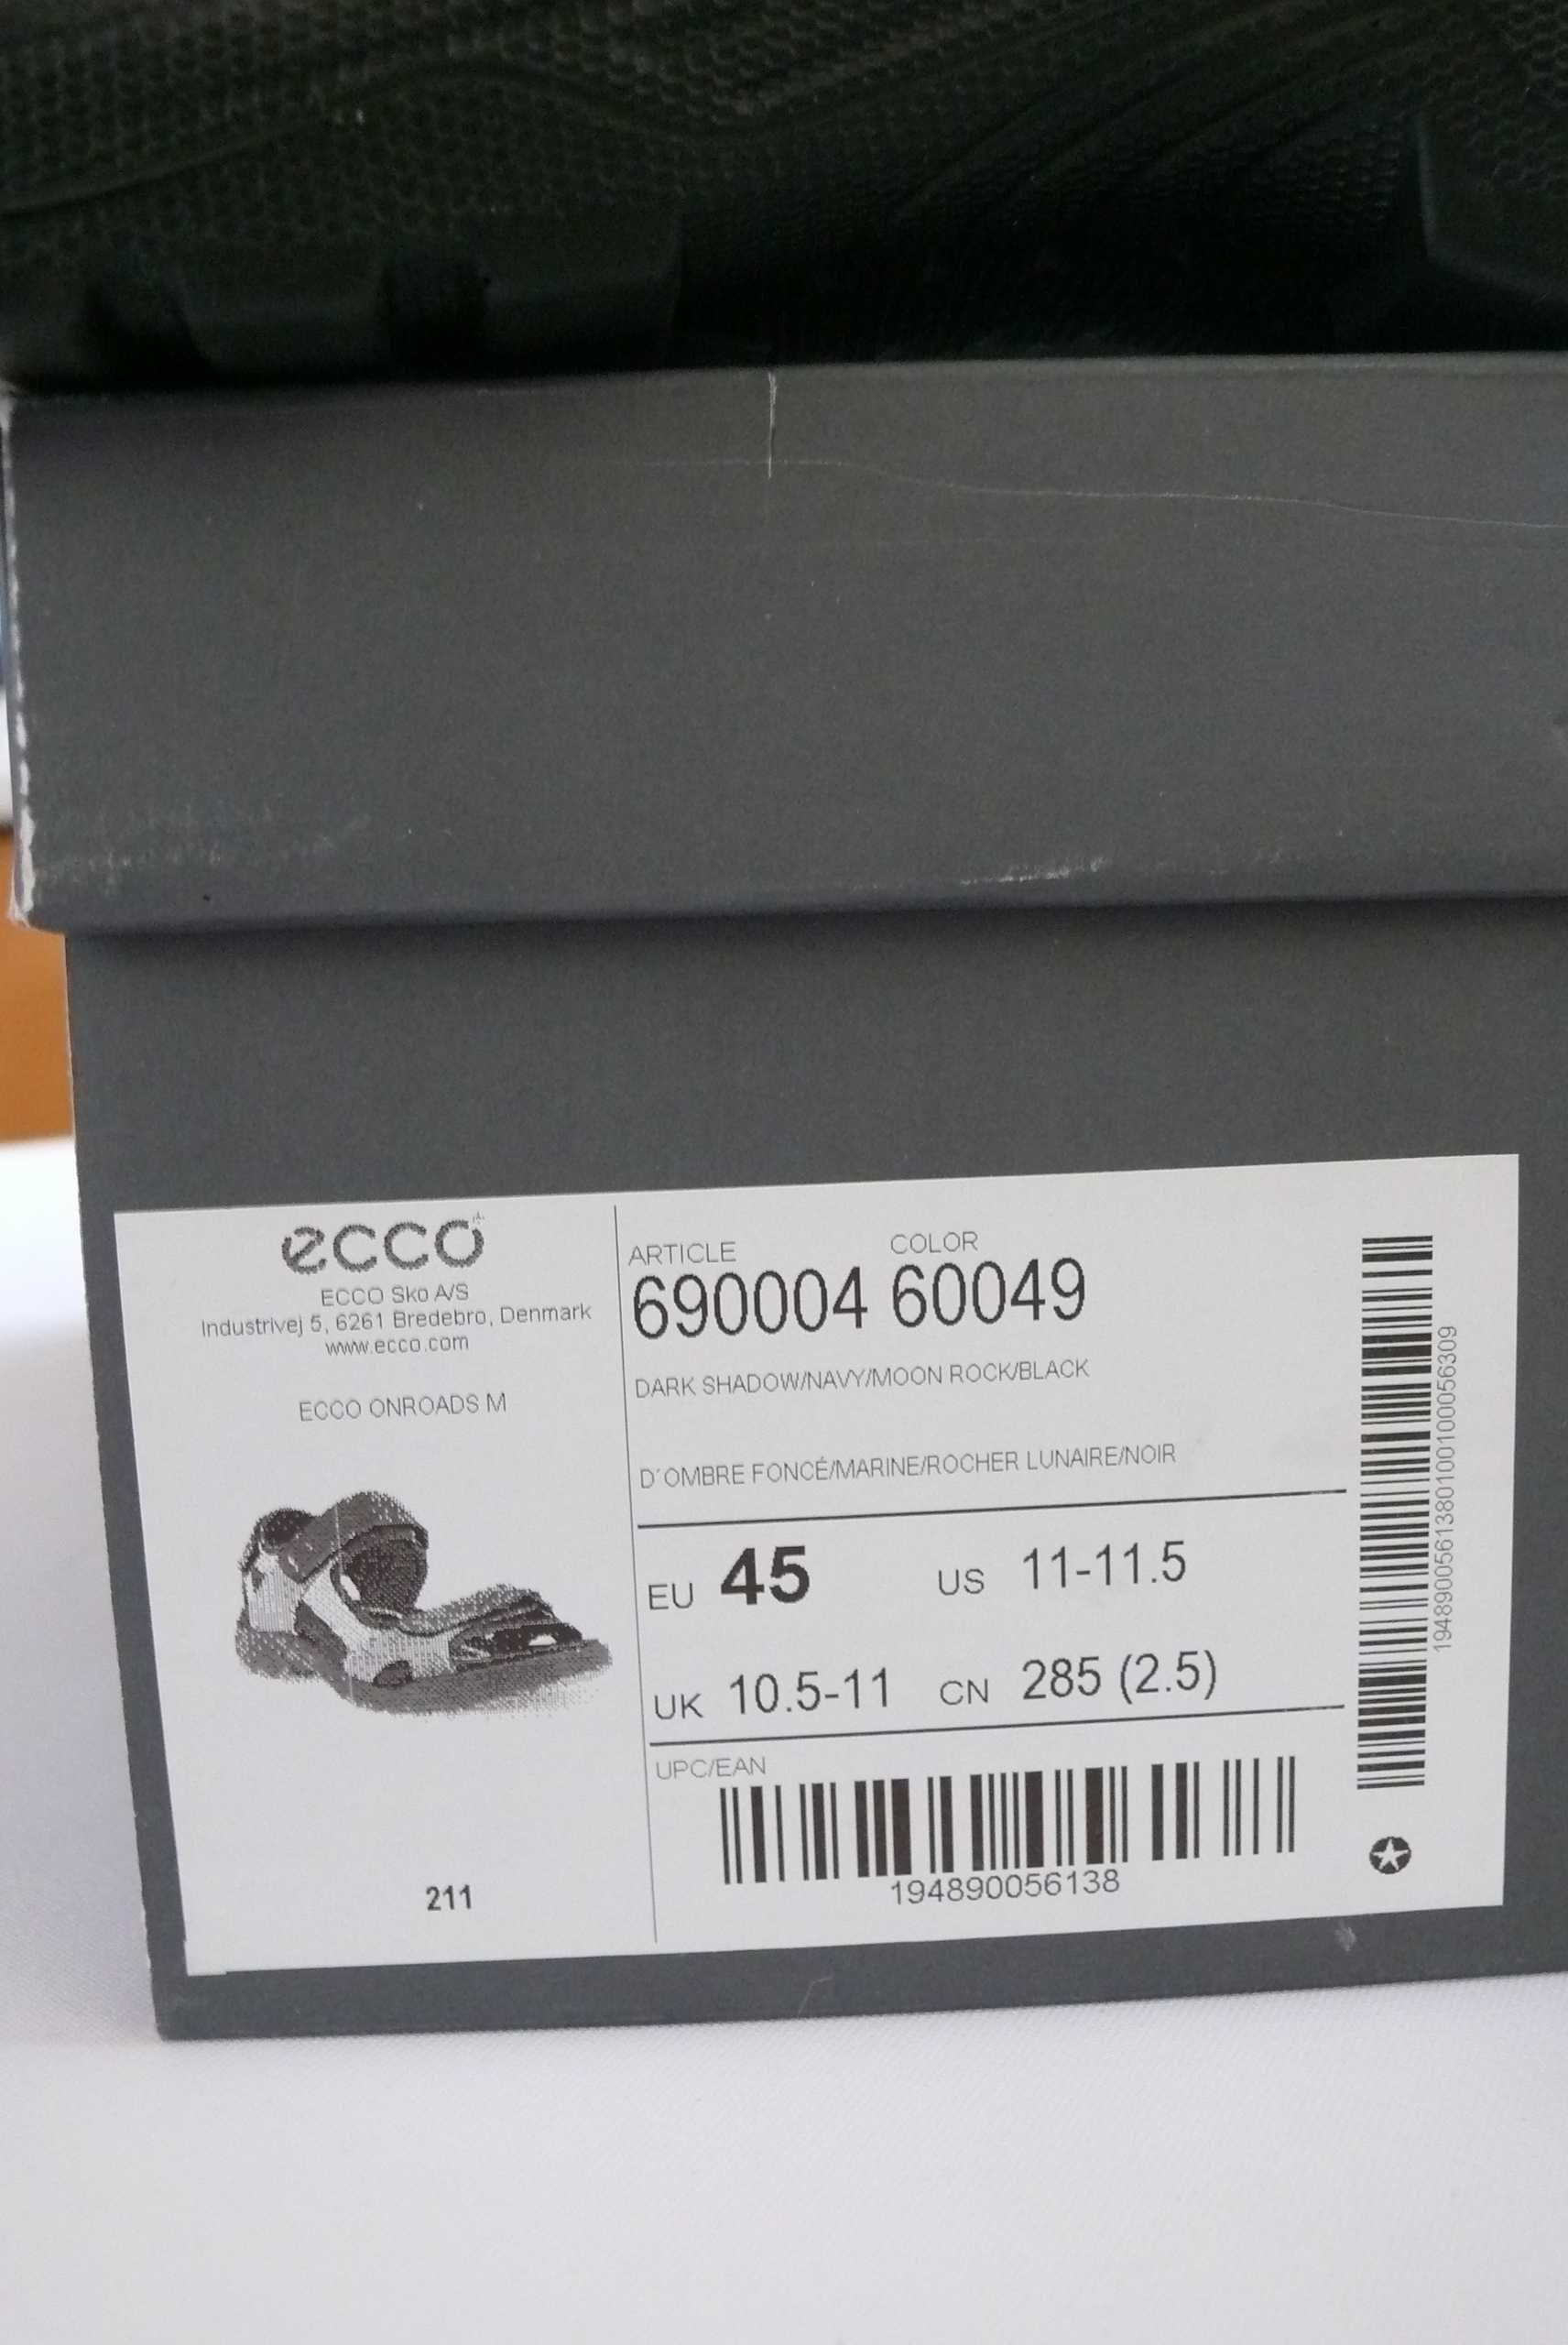 ecco
ECCO Sko A/S
Industrivej 5, 6261 Bredebro, Denmark
www.ecco.com
ECCO ONROADS M
211
ARTICLE COLOR
690004 60049
DARK SHADOW/NAVY/MOON ROCK/BLACK
D'OMBRE FONCÉ/MARINE/ROCHER LUNAIRE/NOIR
EU 45 US 11-11.5
UK 10.5-11 CN 285 (2.5)
UPC/EAN
194890056138
19489005613801001000056309